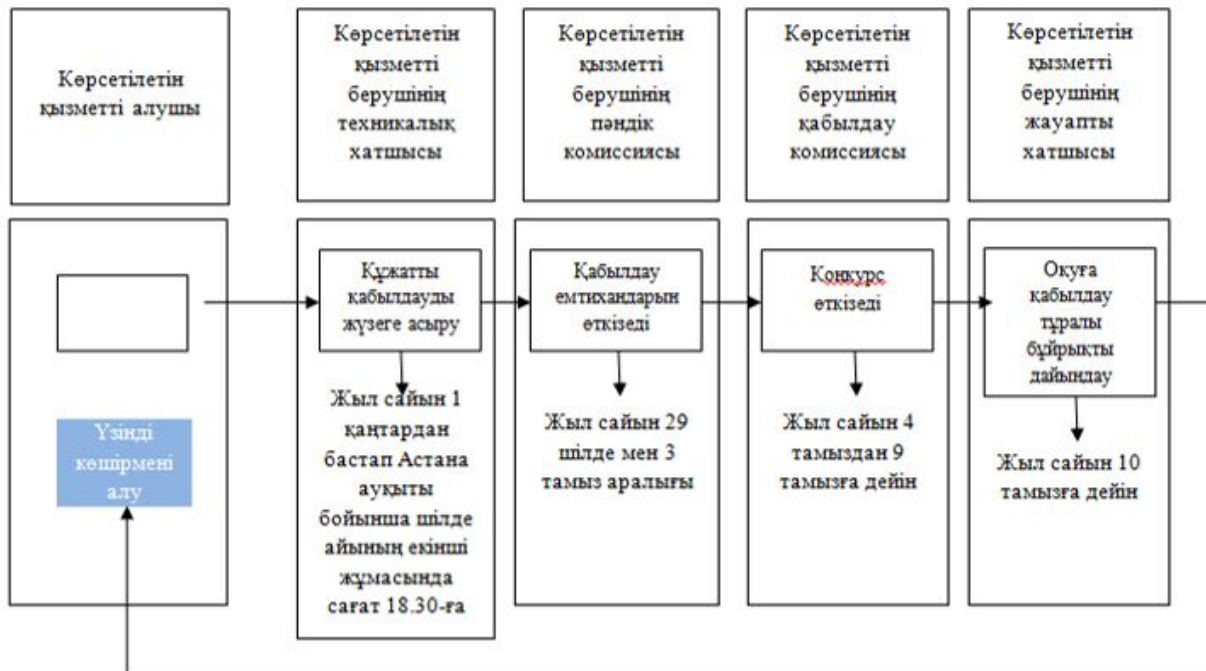 Көрсетілетін
қызметті алушы
Көрсетілетін
қызметті
берушінің
техникалық
хатшысы
Көрсетілетін
қызметті
берушінің
пәндік
комиссиясы
Көрсетілетін
қызметті
берушінің
қабылдау
комиссиясы
Көрсетілетін
қызметті
берушінің
жауапты
хатшысы
Үзінді
көшірмені
алу
Құжатты
қабылдауды
жүзеге асыру
Жыл сайын 1
қаңтардан
бастап Астана
ауқыты
бойынша шілде
айының екінші
жұмасында
сағат 18.30-ға
Қабылдау
емтихандарын
өткізеді
Жыл сайын 29
шілде мен 3
тамыз аралығы
Конкурс
өткізеді
Жыл сайын 4
тамыздан 9
тамызға дейін
Оқуға
қабылдау
тұралы
бұйрықты
дайындау
Жыл сайын 10
тамызға дейін